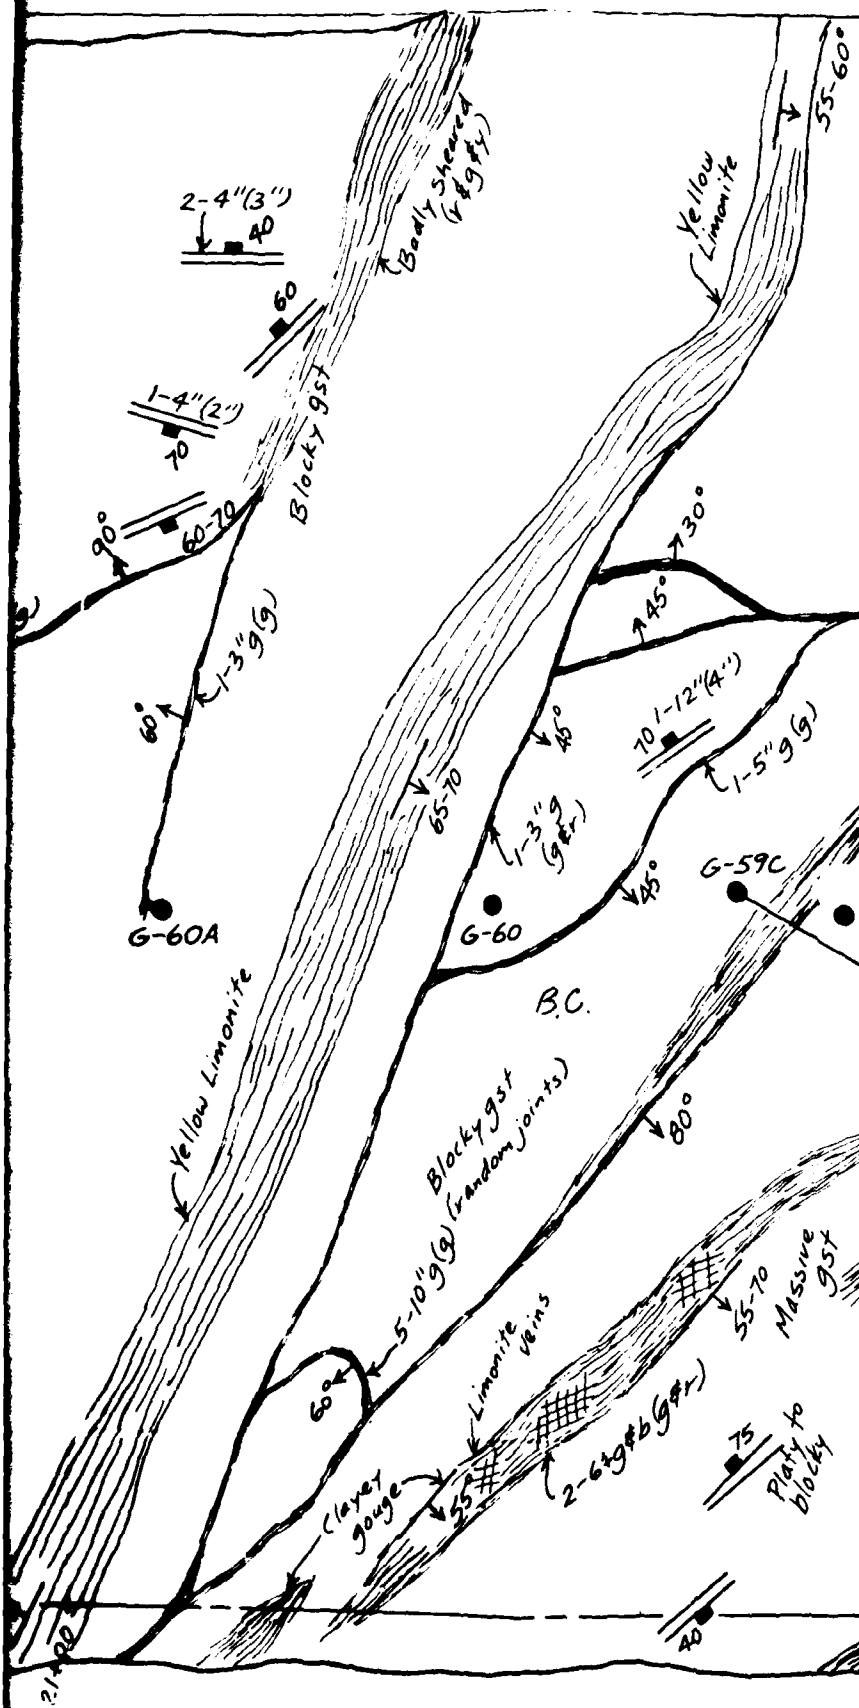 55-60°
Badly sheared
(r&g&y)
Yellow
Limonite
2-4"(3")
40
60
1-4"(2")
70
Blocky gst
60-70
90°
30°
45°
1-3" g(g)
60°
45°
1-12"(4")
70
1-5" g(g)
65-70
1-3" g
(g&r)
45°
G-59C
G-60A
G-60
B.C.
Yellow Limonite
Blocky gst
(random joints)
80°
5-10" g(g)
Massive
gst
55-70
Limonite
veins
60°
2-6" g&b(g&r)
75
Platy to
blocky
Clayey
gouge
55°
40
21+00